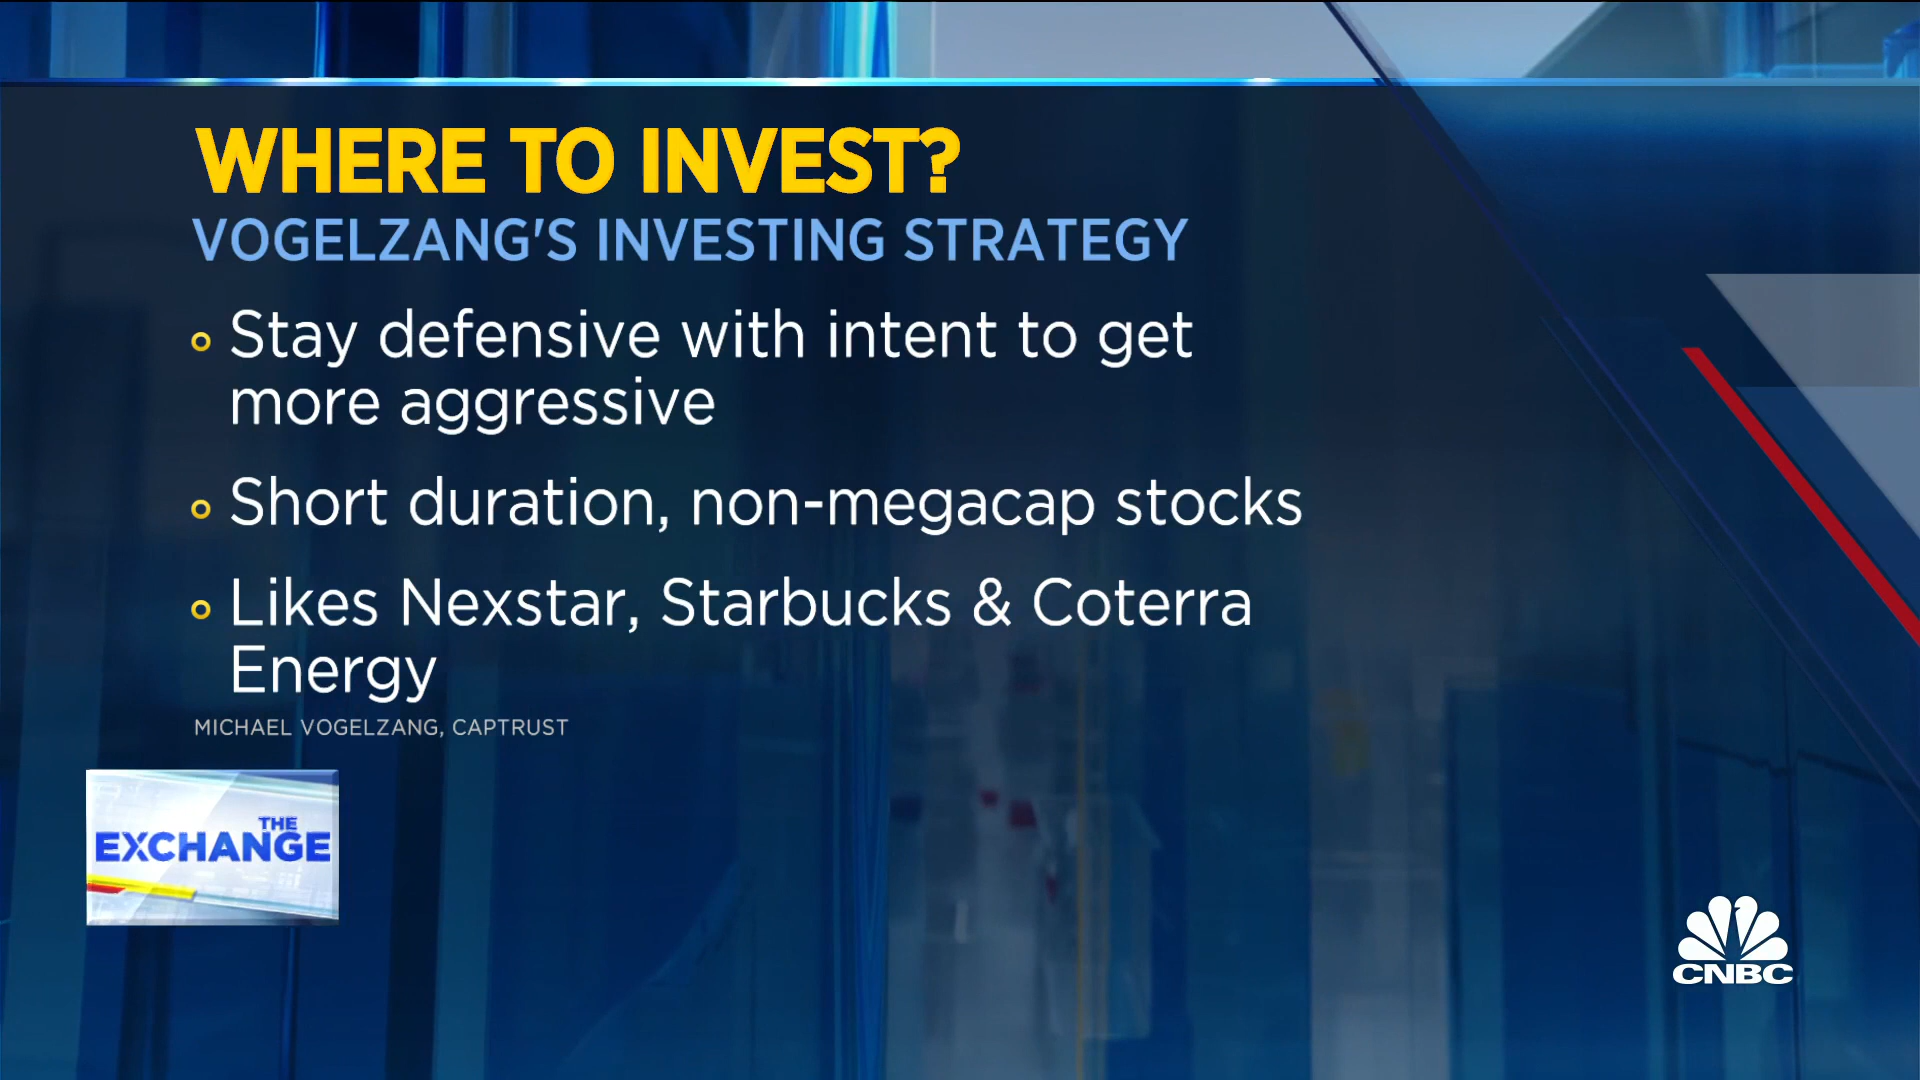 WHERE TO INVEST?
VOGELZANG'S INVESTING STRATEGY
Stay defensive with intent to get
more aggressive
Short duration, non-megacap stocks
Likes Nexstar, Starbucks & Coterra
Energy
MICHAEL VOGELZANG, CAPTRUST
THE
EXCHANGE
CNBC